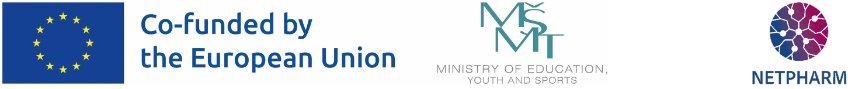 Co-funded by
the European Union
MŠ
MT
MINISTRY OF EDUCATION,
YOUTH AND SPORTS
NETPHARM